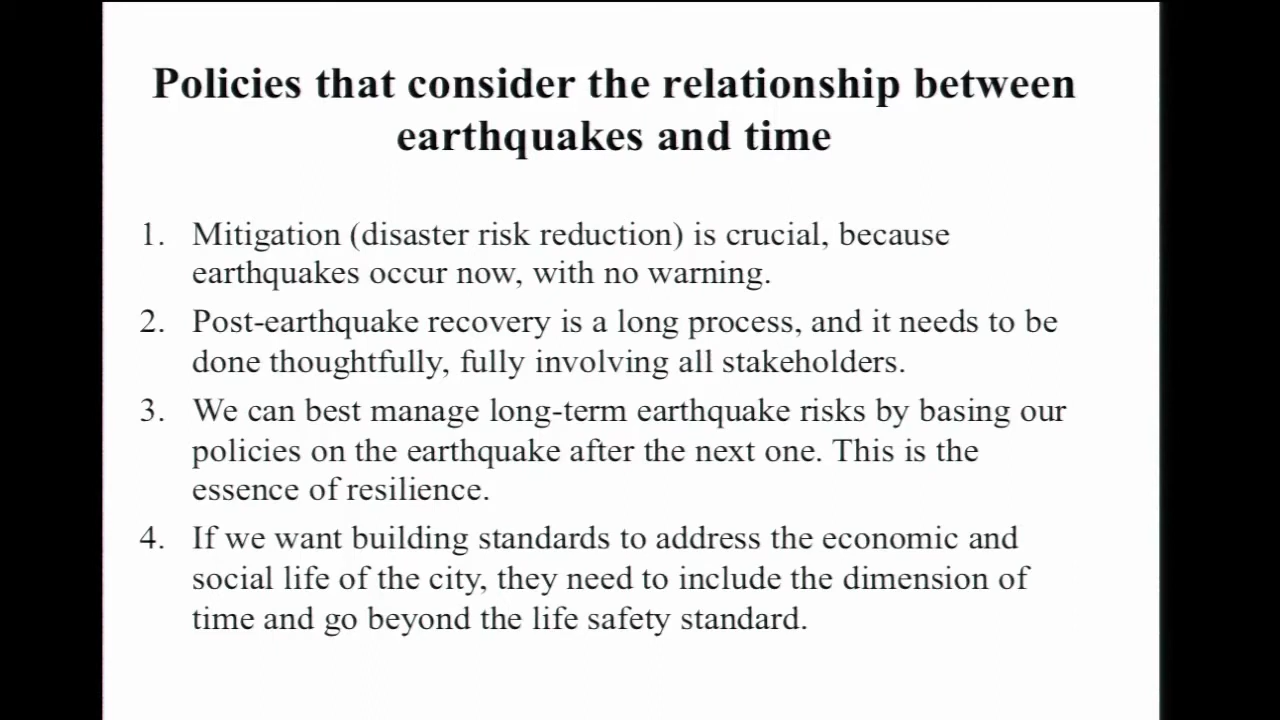 Policies that consider the relationship between
earthquakes and time
1. Mitigation (disaster risk reduction) is crucial, because
earthquakes occur now, with no warning.
2. Post-earthquake recovery is a long process, and it needs to be
done thoughtfully, fully involving all stakeholders.
3. We can best manage long-term earthquake risks by basing our
policies on the earthquake after the next one. This is the
essence of resilience.
4. If we want building standards to address the economic and
social life of the city, they need to include the dimension of
time and go beyond the life safety standard.